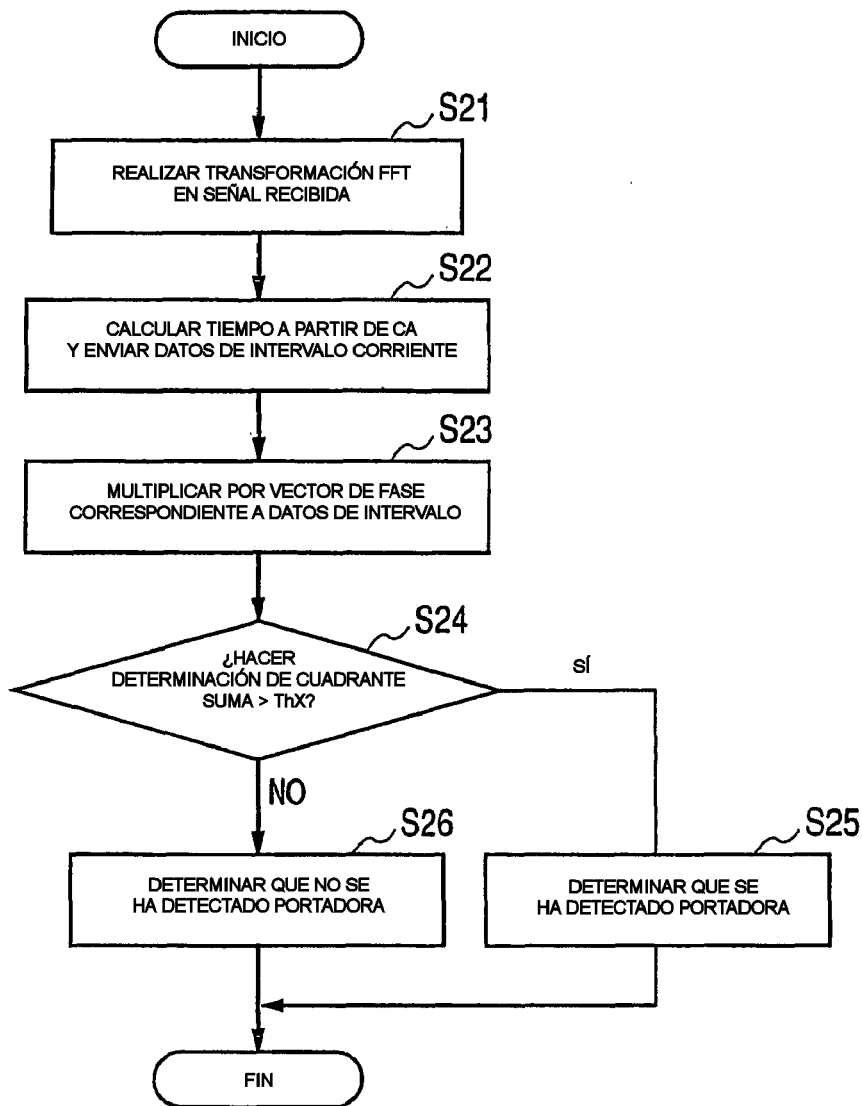 INICIO
S21
REALIZAR TRANSFORMACIÓN FFT
EN SEÑAL RECIBIDA
S22
CALCULAR TIEMPO A PARTIR DE CA
Y ENVIAR DATOS DE INTERVALO CORRIENTE
S23
MULTIPLICAR POR VECTOR DE FASE
CORRESPONDIENTE A DATOS DE INTERVALO
S24
¿HACER
DETERMINACIÓN DE CUADRANTE
SUMA > ThX?
SÍ
NO
S26
DETERMINAR QUE NO SE
HA DETECTADO PORTADORA
S25
DETERMINAR QUE SE
HA DETECTADO PORTADORA
FIN